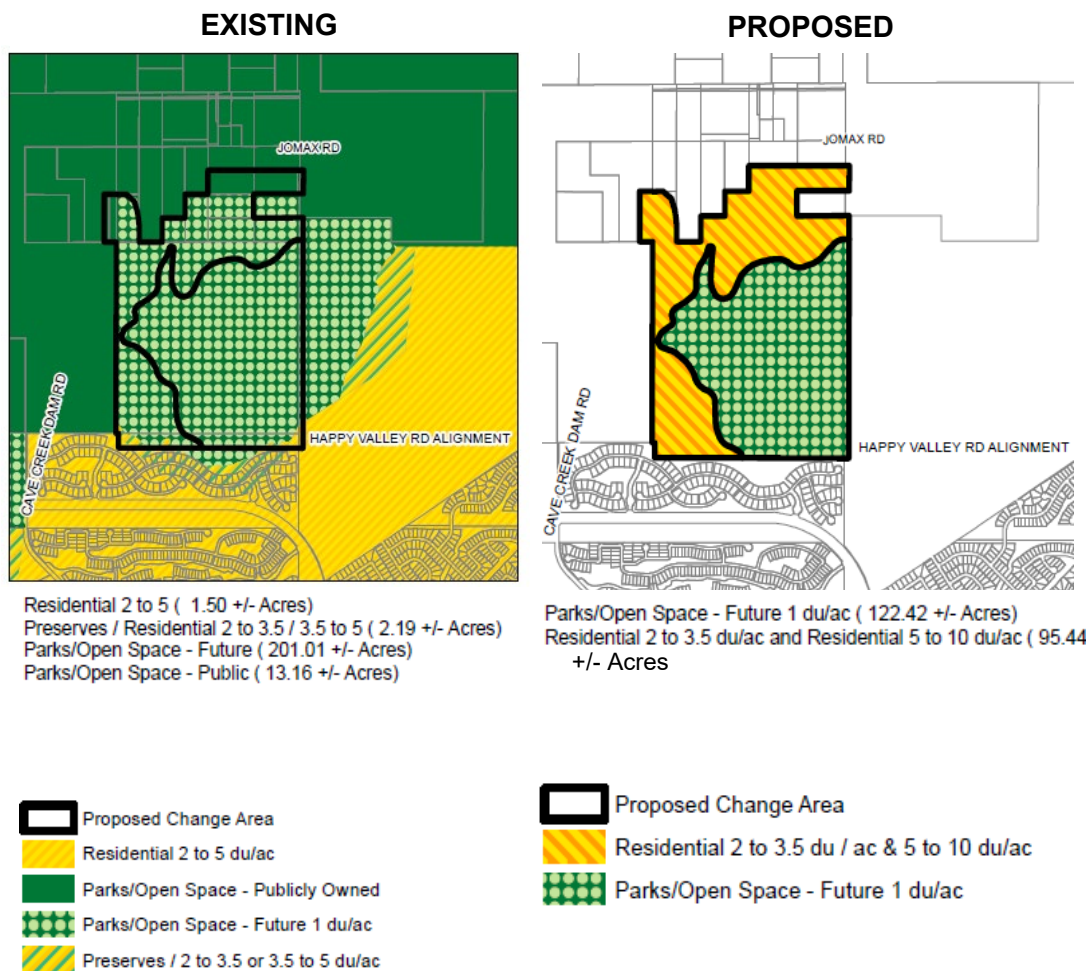 EXISTING
JOMAX RD
CAVE CREEK DAM RD
HAPPY VALLEY RD ALIGNMENT
Residential 2 to 5 ( 1.50 +/- Acres)
Preserves / Residential 2 to 3.5 / 3.5 to 5 ( 2.19 +/- Acres)
Parks/Open Space - Future ( 201.01 +/- Acres)
Parks/Open Space - Public ( 13.16 +/- Acres)
Proposed Change Area
Residential 2 to 5 du/ac
Parks/Open Space - Publicly Owned
Parks/Open Space - Future 1 du/ac
Preserves / 2 to 3.5 or 3.5 to 5 du/ac
PROPOSED
JOMAX RD
CAVE CREEK DAM RD
HAPPY VALLEY RD ALIGNMENT
Parks/Open Space - Future 1 du/ac ( 122.42 +/- Acres)
Residential 2 to 3.5 du/ac and Residential 5 to 10 du/ac ( 95.44
+/- Acres
Proposed Change Area
Residential 2 to 3.5 du / ac & 5 to 10 du/ac
Parks/Open Space - Future 1 du/ac